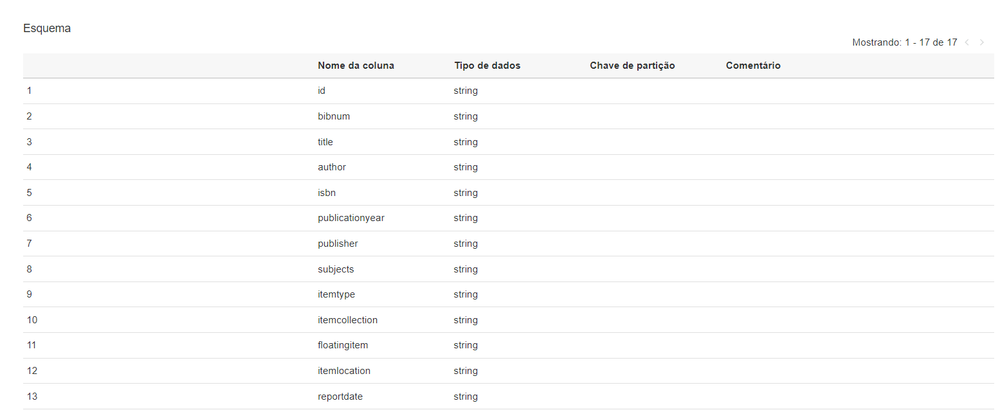 Esquema
Mostrando: 1 - 17 de 17
Nome da coluna Tipo de dados Chave de partição Comentário
1 id string
2 bibnum string
3 title string
4 author string
5 isbn string
6 publicationyear string
7 publisher string
8 subjects string
9 itemtype string
10 itemcollection string
11 floatingitem string
12 itemlocation string
13 reportdate string